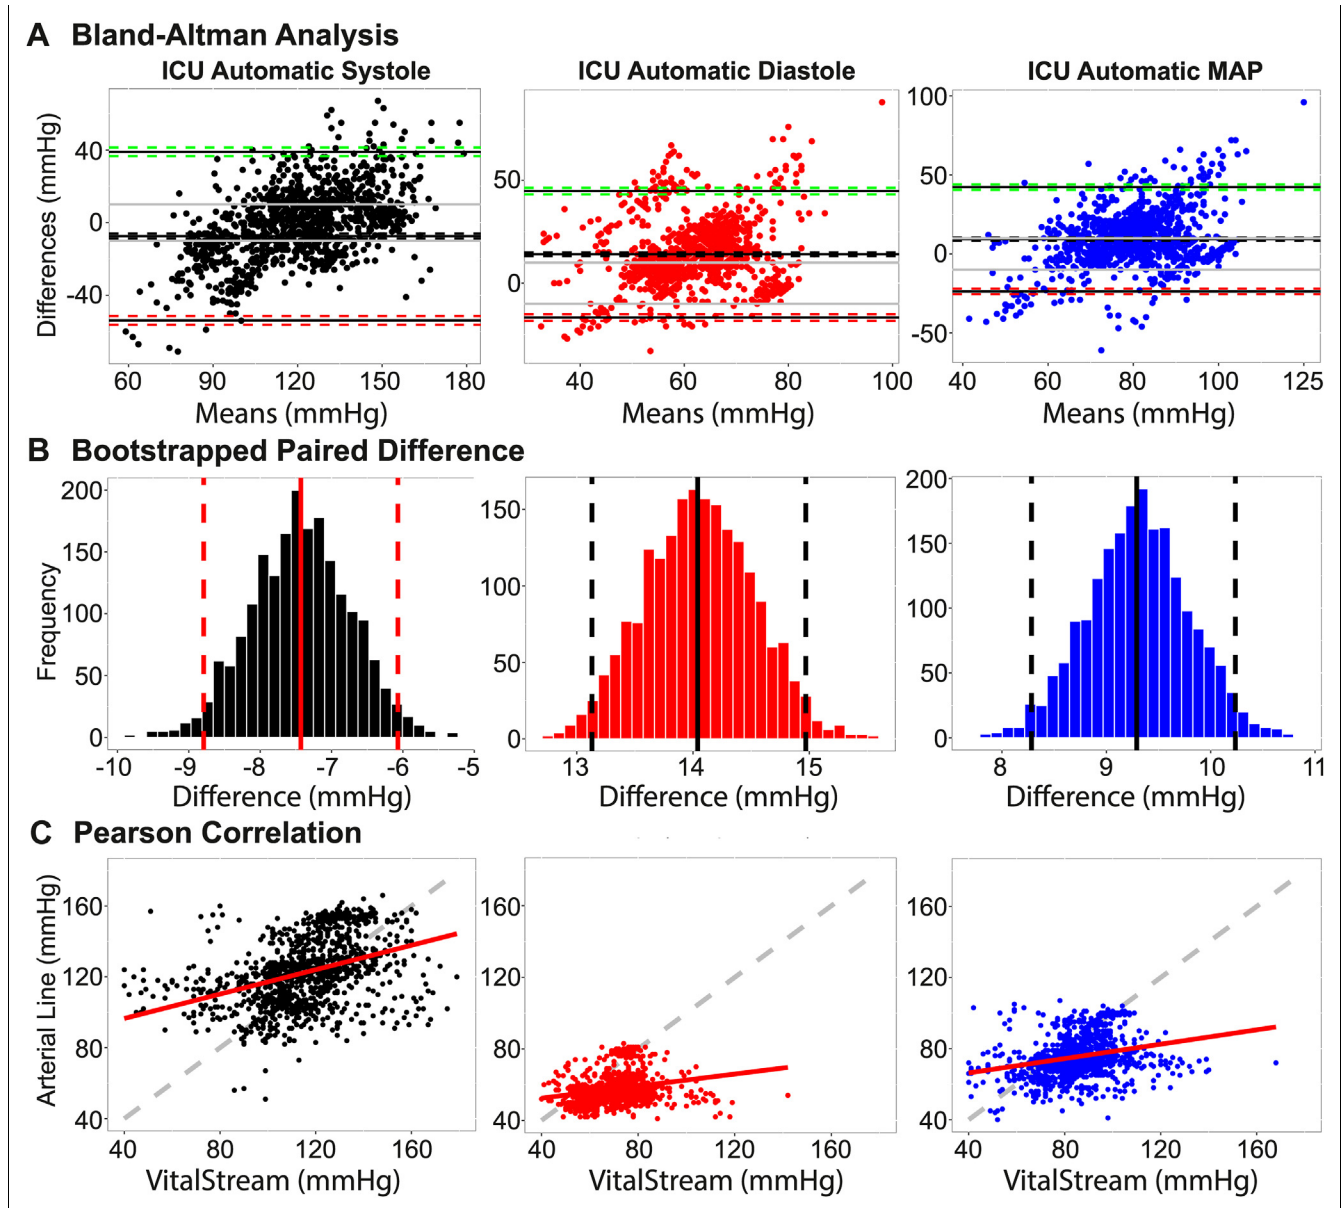 A Bland-Altman Analysis
ICU Automatic Systole
ICU Automatic Diastole
ICU Automatic MAP
Differences (mmHg)
40
0
-40
60 90 120 150 180
Means (mmHg)
50
0
40 60 80 100
Means (mmHg)
100
50
0
-50
40 60 80 100 125
Means (mmHg)
B Bootstrapped Paired Difference
Frequency
200
150
100
50
0
-10 -9 -8 -7 -6 -5
Difference (mmHg)
150
100
50
0
13 14 15
Difference (mmHg)
200
150
100
50
0
8 9 10 11
Difference (mmHg)
C Pearson Correlation
Arterial Line (mmHg)
160
120
80
40
40 80 120 160
VitalStream (mmHg)
160
120
80
40
40 80 120 160
VitalStream (mmHg)
160
120
80
40
40 80 120 160
VitalStream (mmHg)